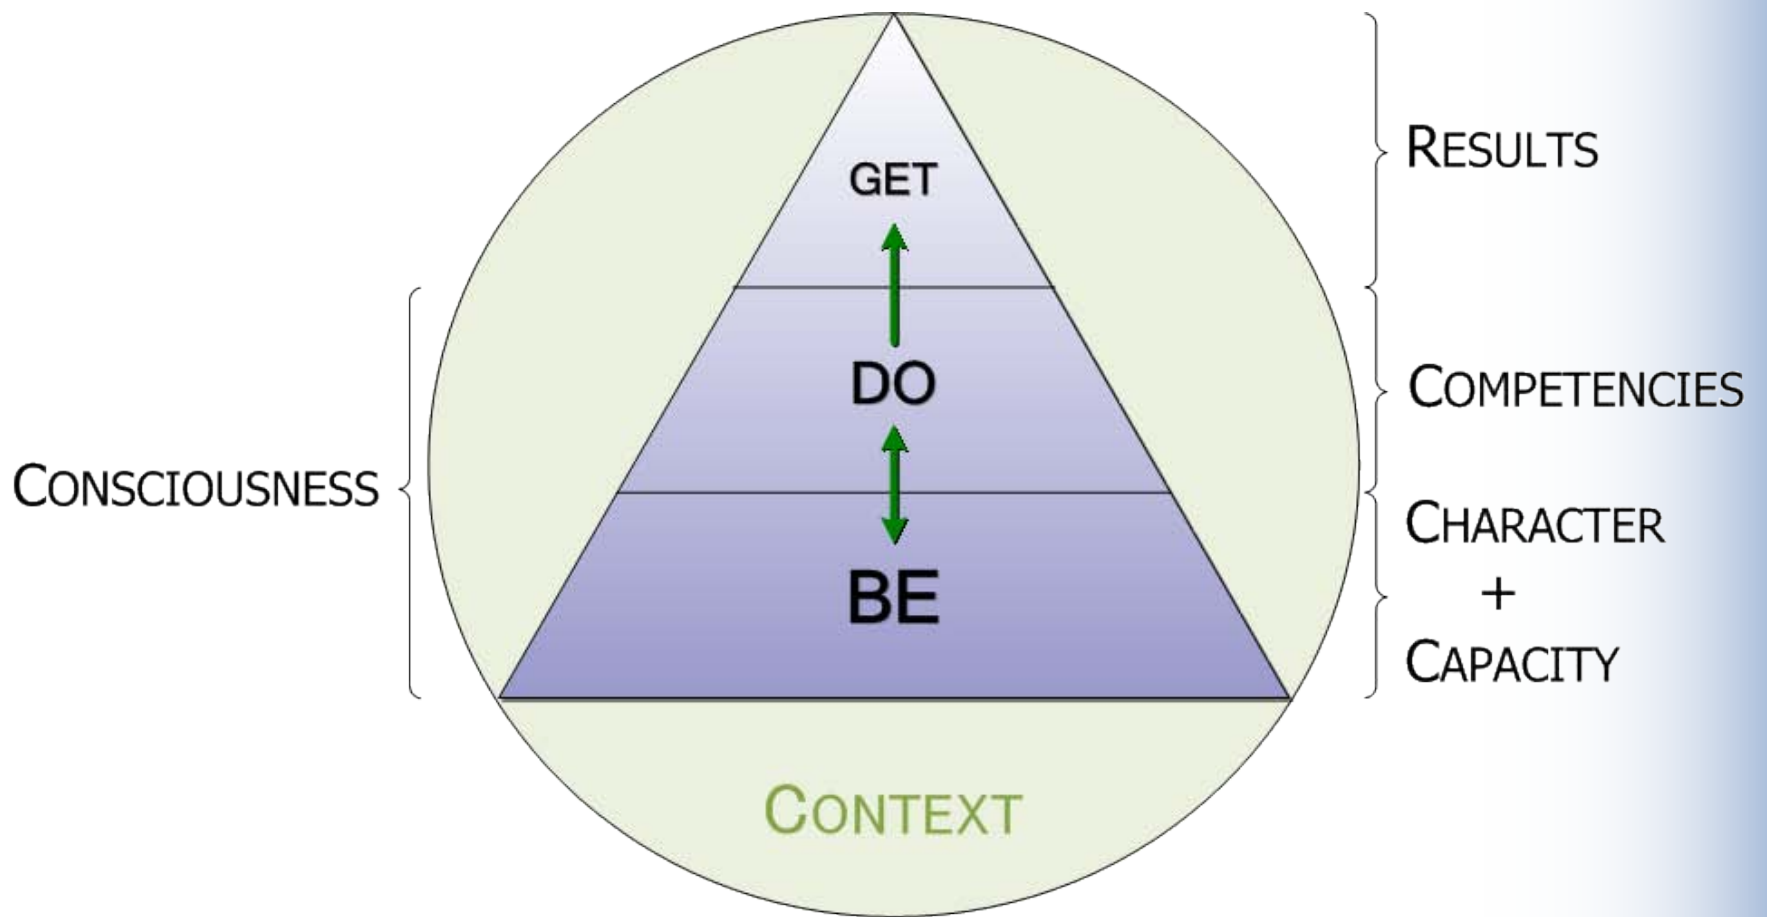 GET
RESULTS
DO
COMPETENCIES
CONSCIOUSNESS
BE
CHARACTER
+
CAPACITY
CONTEXT